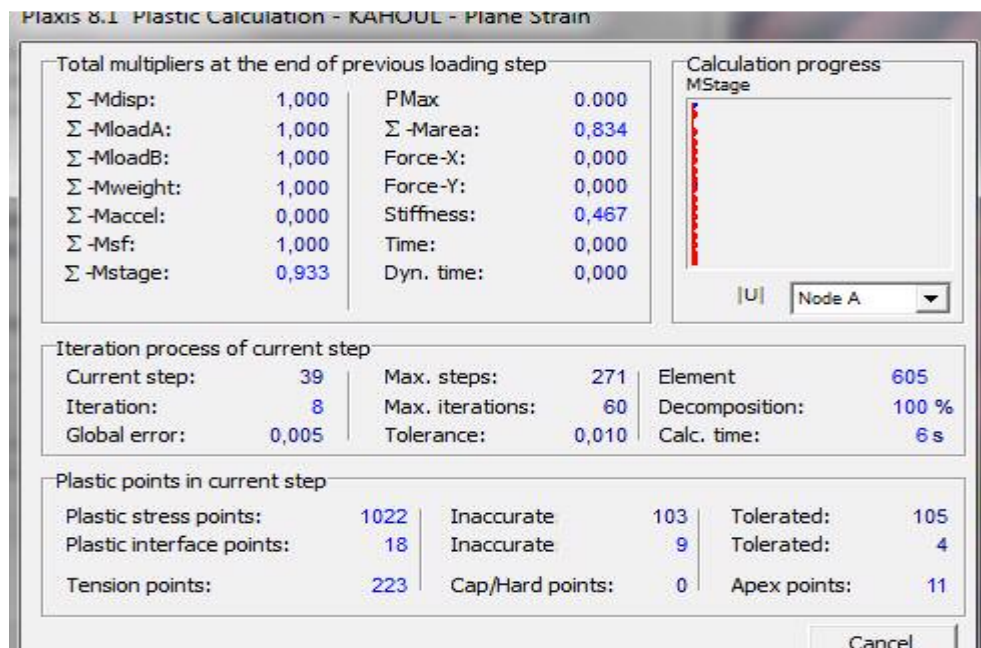 Plaxis 8.1 Plastic Calculation - KAHOUL - Plane Strain
Total multipliers at the end of previous loading step
Σ -Mdisp: 1,000 PMax 0.000
Σ -MloadA: 1,000 Σ -Marea: 0,834
Σ -MloadB: 1,000 Force-X: 0,000
Σ -Mweight: 1,000 Force-Y: 0,000
Σ -Maccel: 0,000 Stiffness: 0,467
Σ -Msf: 1,000 Time: 0,000
Σ -Mstage: 0,933 Dyn. time: 0,000
Calculation progress
MStage
|U| Node A
Iteration process of current step
Current step: 39 Max. steps: 271 Element 605
Iteration: 8 Max. iterations: 60 Decomposition: 100 %
Global error: 0,005 Tolerance: 0,010 Calc. time: 6 s
Plastic points in current step
Plastic stress points: 1022 Inaccurate 103 Tolerated: 105
Plastic interface points: 18 Inaccurate 9 Tolerated: 4
Tension points: 223 Cap/Hard points: 0 Apex points: 11
Cancel